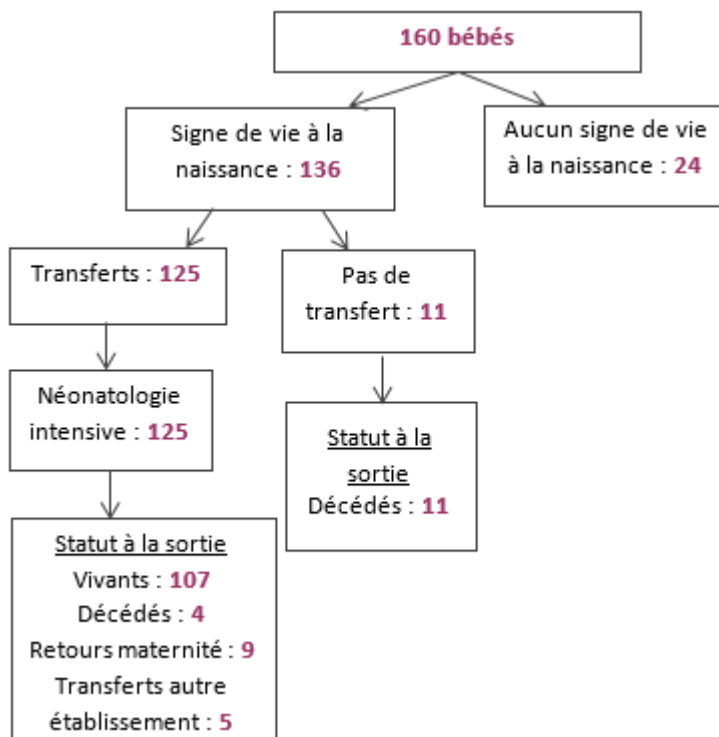 160 bébés
Signe de vie à la
naissance : 136
Aucun signe de vie
à la naissance : 24
Transferts : 125
Pas de
transfert : 11
Néonatologie
intensive : 125
Statut à la
sortie
Décédés : 11
Statut à la sortie
Vivants : 107
Décédés : 4
Retours maternité : 9
Transferts autre
établissement : 5